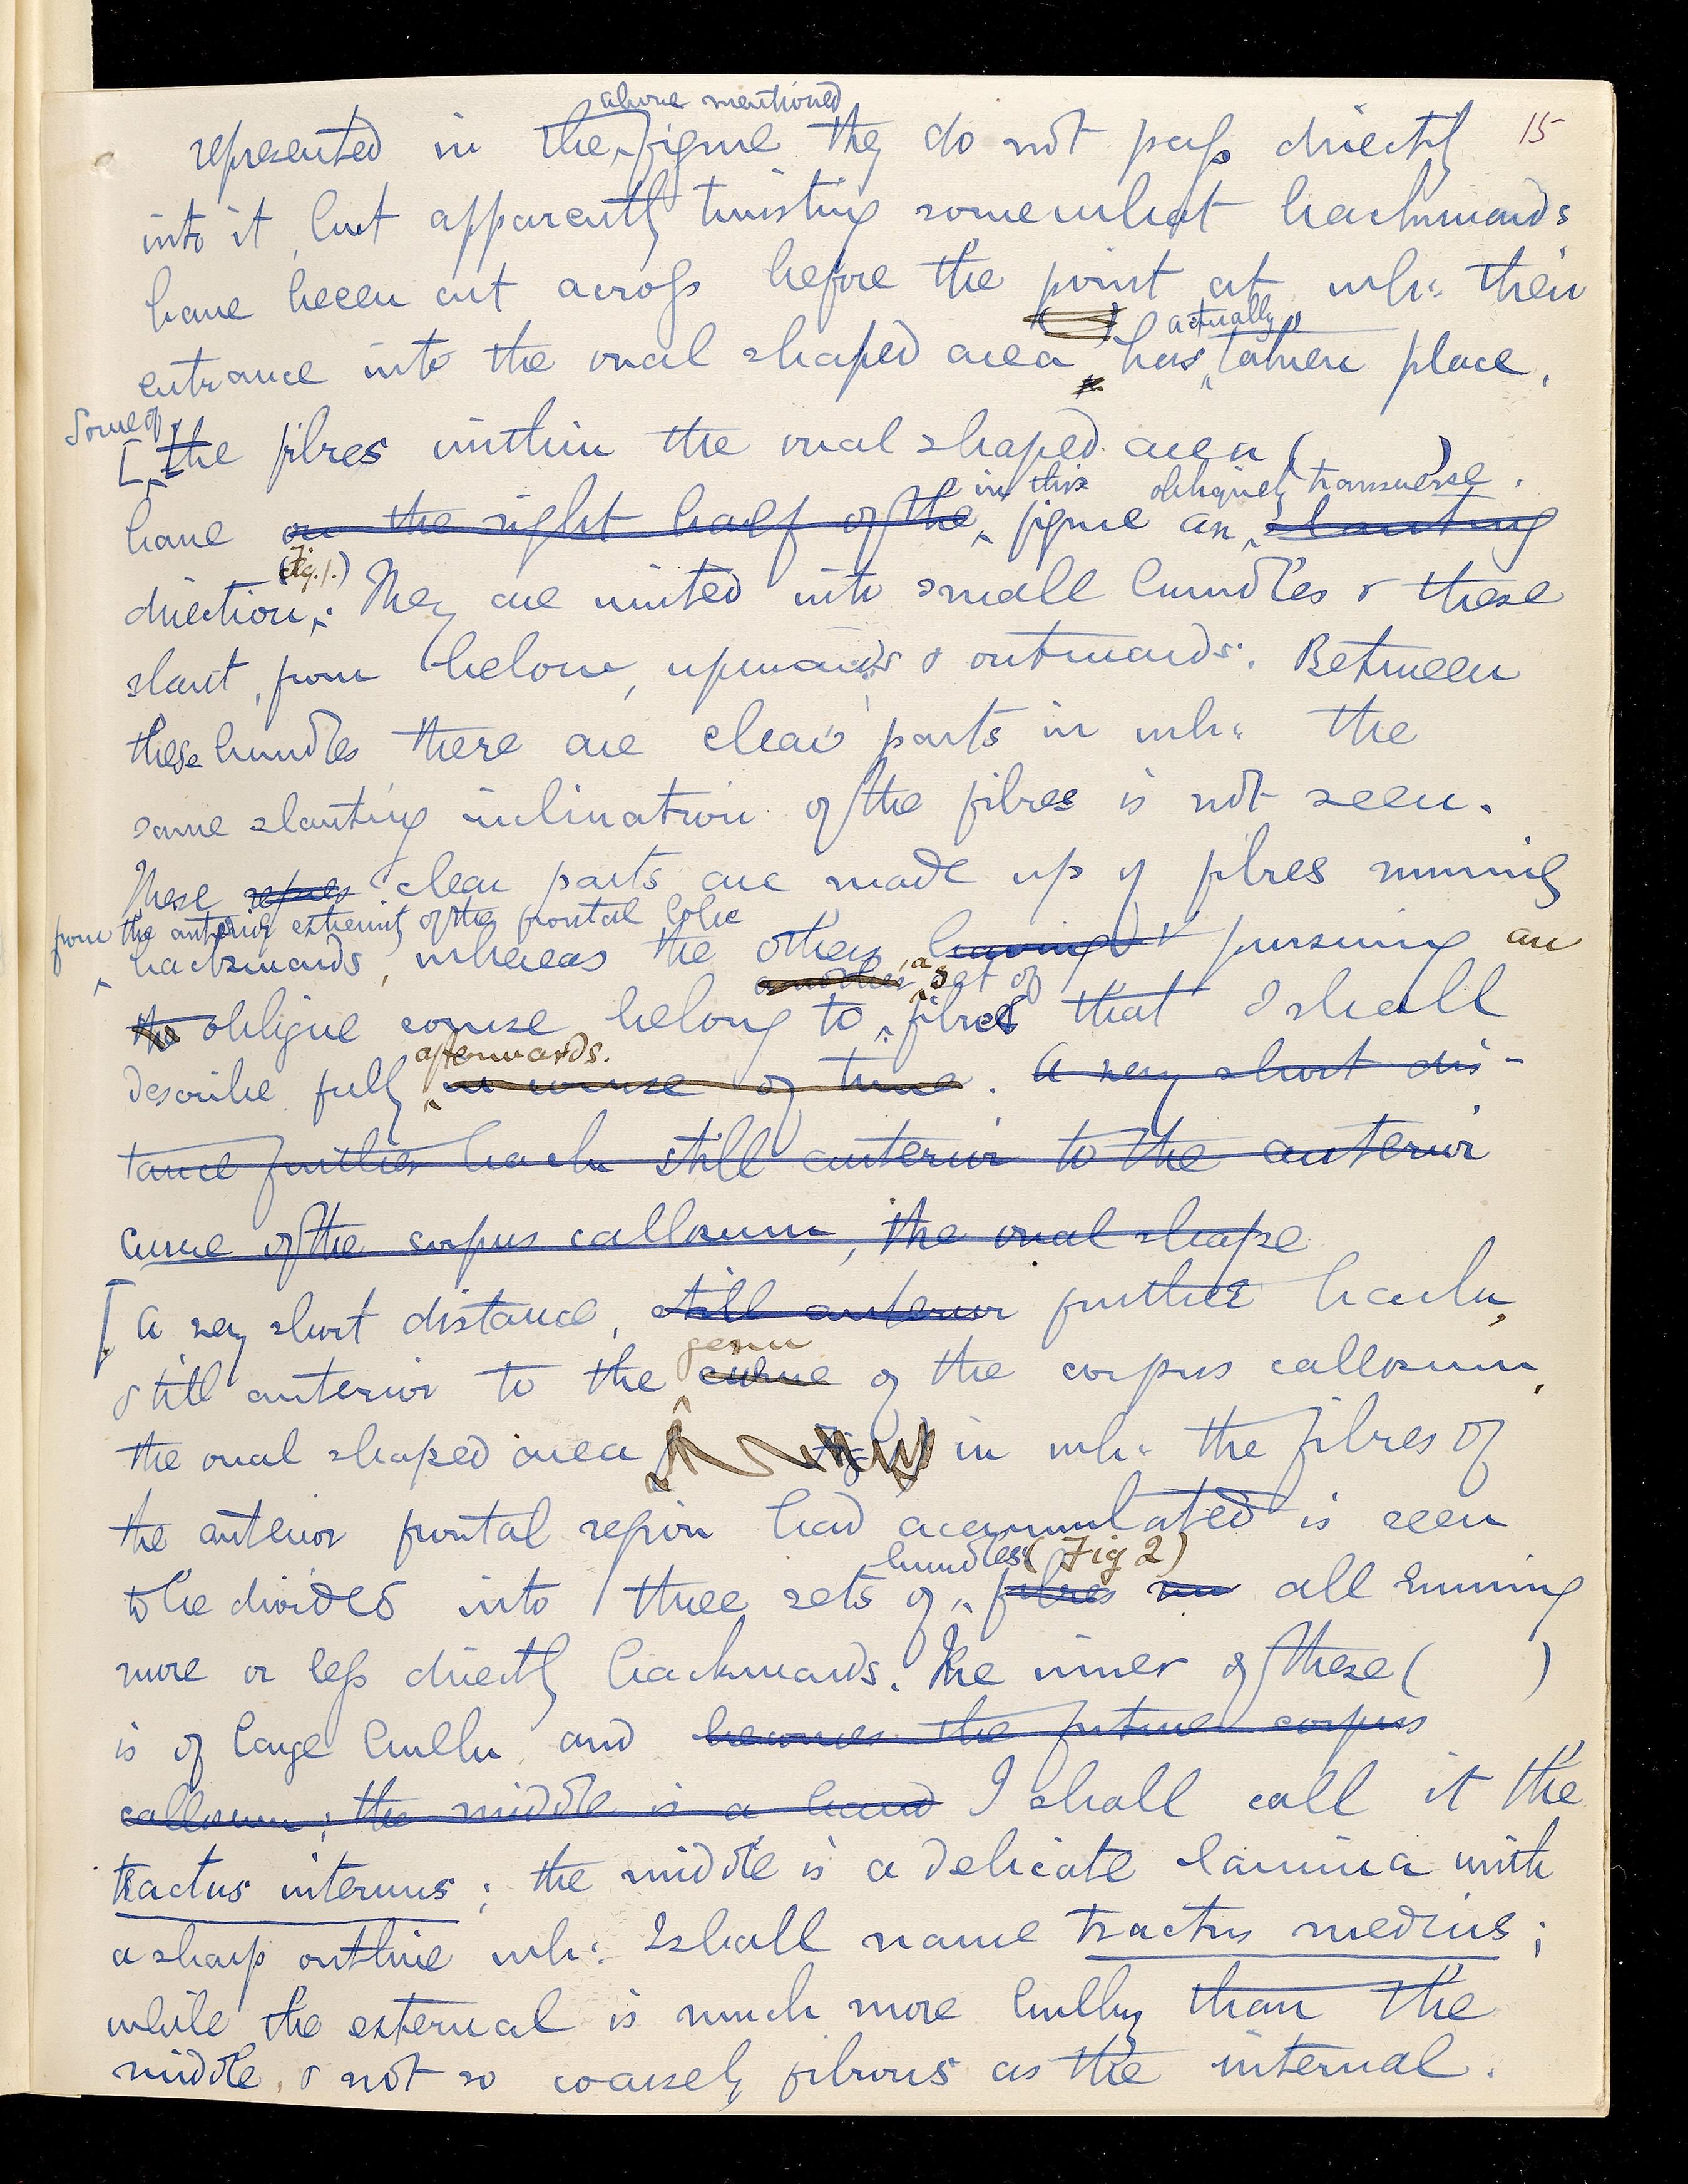 15
above mentioned
represented in the figure they do not pass directly
into it, but apparently twisting somewhat backwards
have been cut across before the point at wh: their
actually
entrance into the oval shaped area has taken place.
Some of
[the fibres within the oval shaped area (          )
in this obliquely transverse.
have on the right half of the figure an slanting
(Fig. 1.)
direction: They are united into small bundles & these
slant, from below, upwards & outwards. Between
these bundles there are clear parts in wh: the
same slanting inclination of the fibres is not seen.
These clear parts are made up of fibres running
from the anterior extremity of the frontal lobe
backwards, whereas the others having & pursuing an
another a set of
the oblique course belong to fibres that I shall
afterwards.
describe fully in course of time. A very short dis-
tance further back still anterior to the anterior
curve of the corpus callosum, the oval shape
[A very short distance, still anterior further back,
genu
still anterior to the curve of the corpus callosum,
the oval shaped area in wh: the fibres of
the anterior frontal region had accumulated is seen
bundles (Fig 2)
to be divided into three sets of fibres run all running
more or less directly backwards. The inner of these (          )
is of large bulk and becomes the future corpus
callosum; the middle is a band I shall call it the
tractus internus; the middle is a delicate lamina with
a sharp outline wh: I shall name tractus medius;
while the external is much more bulky than the
middle, & not so coarsely fibrous as the internal.